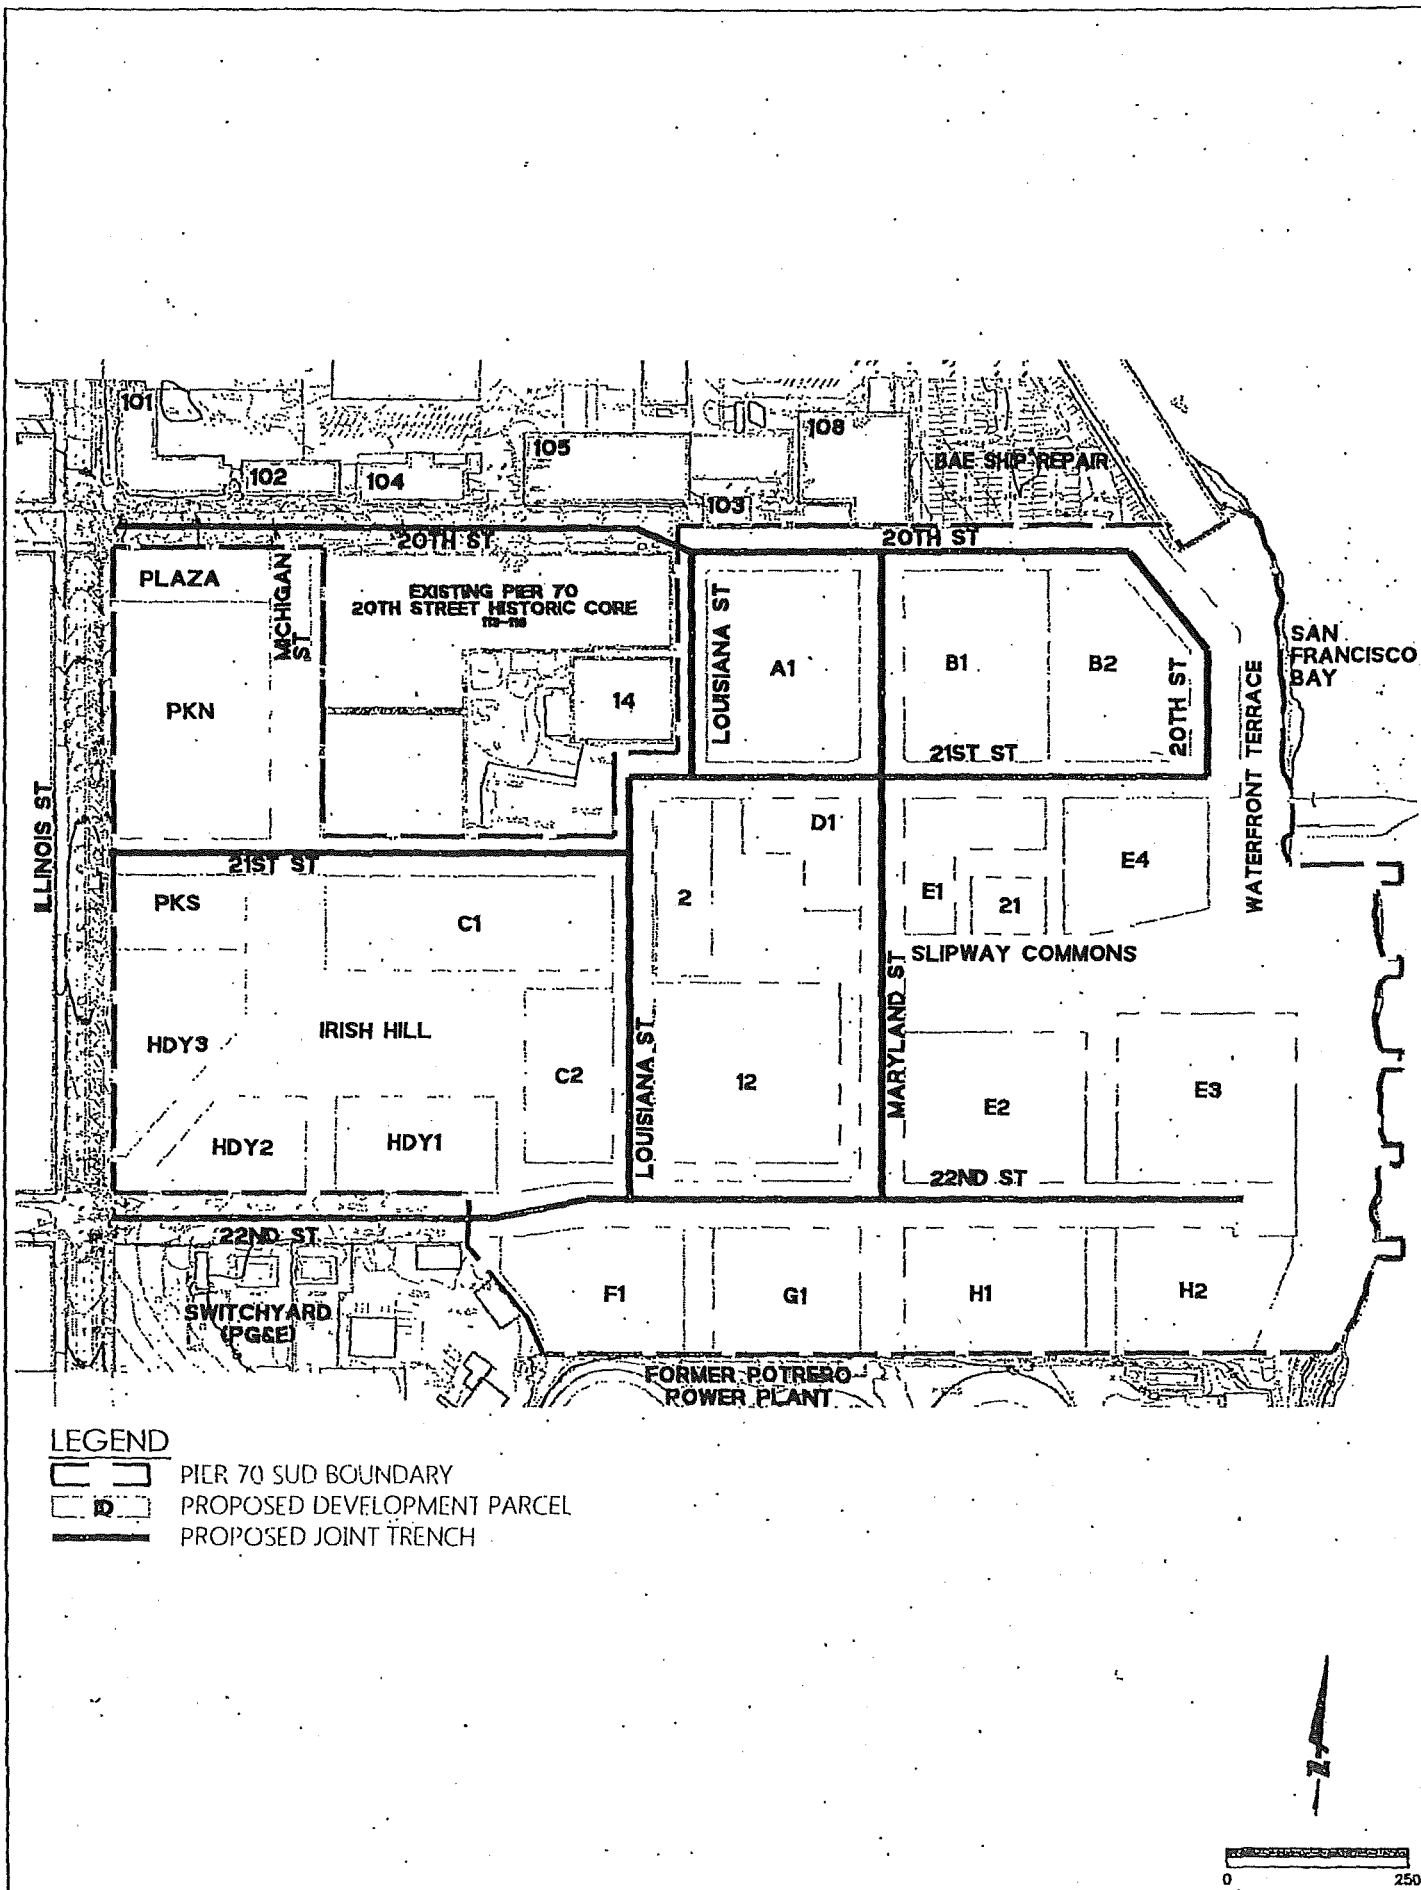 101
108
105
BAE SHIP REPAIR
102
104
103
20TH ST
20TH ST
PLAZA
MICHIGAN
ST
EXISTING PIER 70
20TH STREET HISTORIC CORE
LOUISIANA ST
SAN
FRANCISCO
BAY
A1
B1
B2
20TH ST
WATERFRONT TERRACE
PKN
14
21ST ST
ILLINOIS ST
D1
21ST ST
E4
PKS
2
E1
21
C1
SLIPWAY COMMONS
MARYLAND ST
IRISH HILL
HDY3
LOUISIANA ST
C2
12
E2
E3
HDY2
HDY1
22ND ST
22ND ST
F1
G1
H1
H2
SWITCHYARD
(PG&E)
FORMER POTRERO
POWER PLANT
LEGEND
PIER 70 SUD BOUNDARY
ID PROPOSED DEVELOPMENT PARCEL
PROPOSED JOINT TRENCH
N
0 250